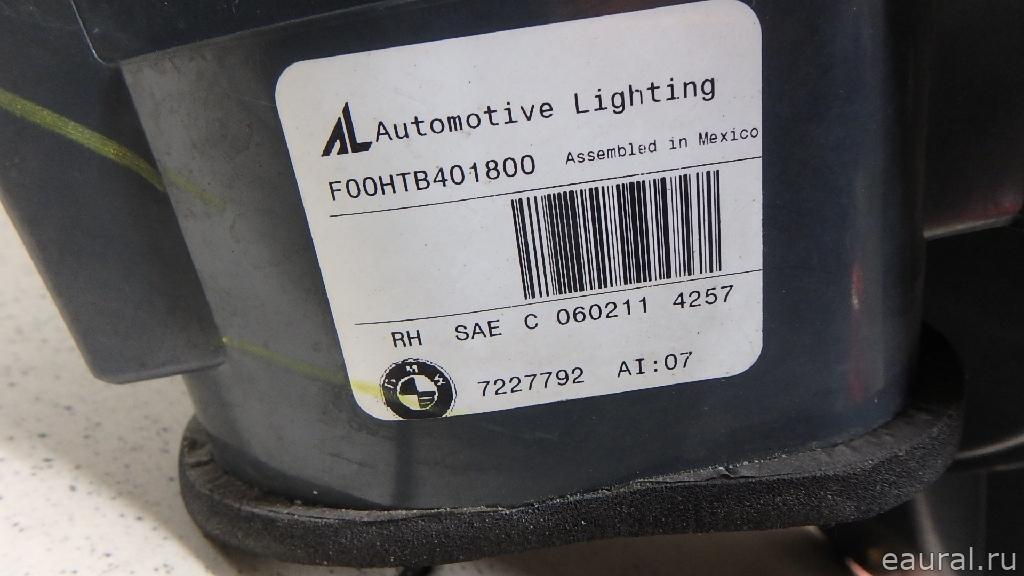 AL Automotive Lighting
F00HTB401800 Assembled in Mexico
RH SAE C 060211 4257
BMW 7227792 AI:07
eaural.ru